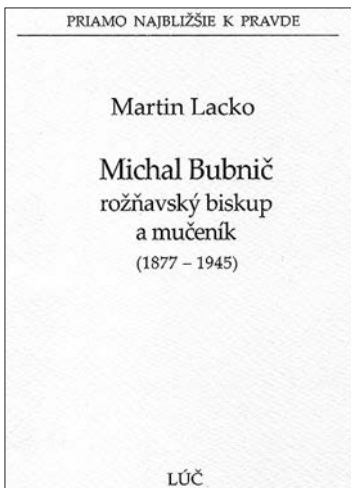 PRIAMO NAJBLIŽŠIE K PRAVDE
Martin Lacko
Michal Bubnič
rožňavský biskup
a mučeník
(1877 – 1945)
LÚČ